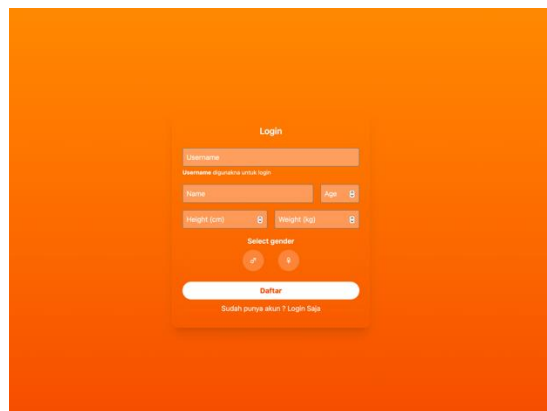 Login
Username
Username digunakna untuk login
Name
Age
Height (cm)
Weight (kg)
Select gender
Daftar
Sudah punya akun ? Login Saja